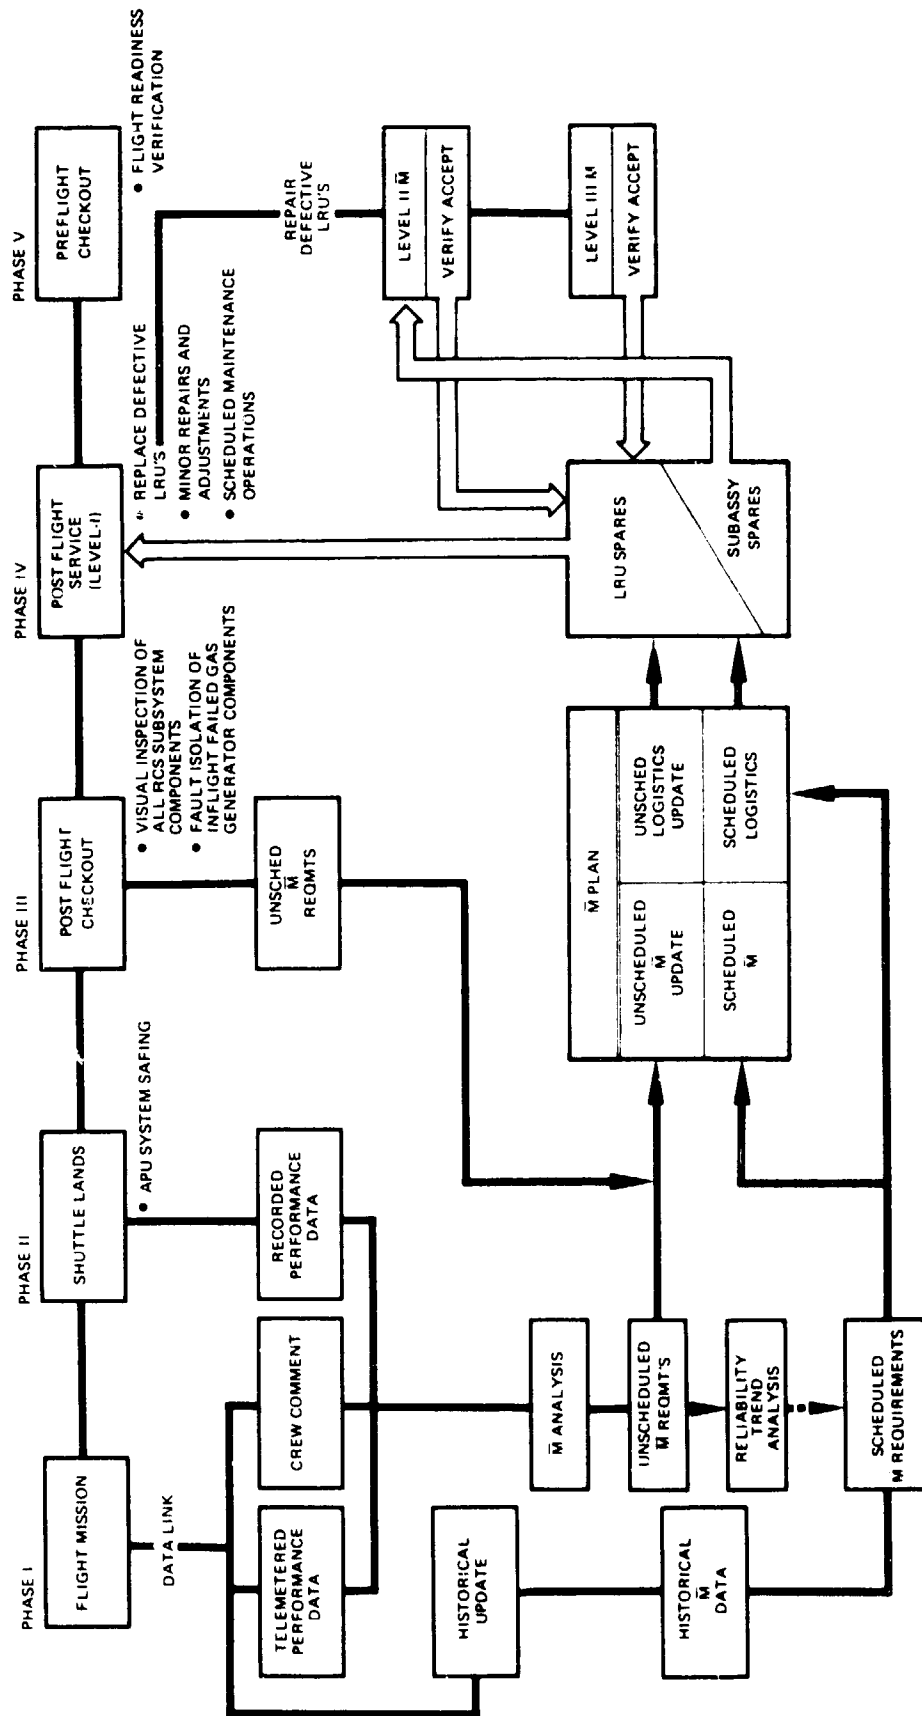 PHASE I
FLIGHT MISSION
DATA LINK
TELEMETERED
PERFORMANCE
DATA
CREW COMMENT
HISTORICAL
UPDATE
HISTORICAL
M̄
DATA
PHASE II
SHUTTLE LANDS
• APU SYSTEM SAFING
RECORDED
PERFORMANCE
DATA
M̄ ANALYSIS
UNSCHEDULED
M̄ REQMT'S
RELIABILITY
TREND
ANALYSIS
SCHEDULED
M REQUIREMENTS
PHASE III
POST FLIGHT
CHECKOUT
• VISUAL INSPECTION OF
ALL RCS SUBSYSTEM
COMPONENTS
• FAULT ISOLATION OF
INFLIGHT FAILED GAS
GENERATOR COMPONENTS
UNSCHED
M̄
REQMTS
M̄ PLAN
UNSCHEDULED
M̄
UPDATE
UNSCHED
LOGISTICS
UPDATE
SCHEDULED
M̄
SCHEDULED
LOGISTICS
PHASE IV
POST FLIGHT
SERVICE
(LEVEL-I)
• REPLACE DEFECTIVE
LRU'S
• MINOR REPAIRS AND
ADJUSTMENTS
• SCHEDULED MAINTENANCE
OPERATIONS
LRU SPARES
SUBASSY
SPARES
PHASE V
PREFLIGHT
CHECKOUT
• FLIGHT READINESS
VERIFICATION
REPAIR
DEFECTIVE
LRU'S
LEVEL II M̄
VERIFY ACCEPT
LEVEL III M
VERIFY ACCEPT